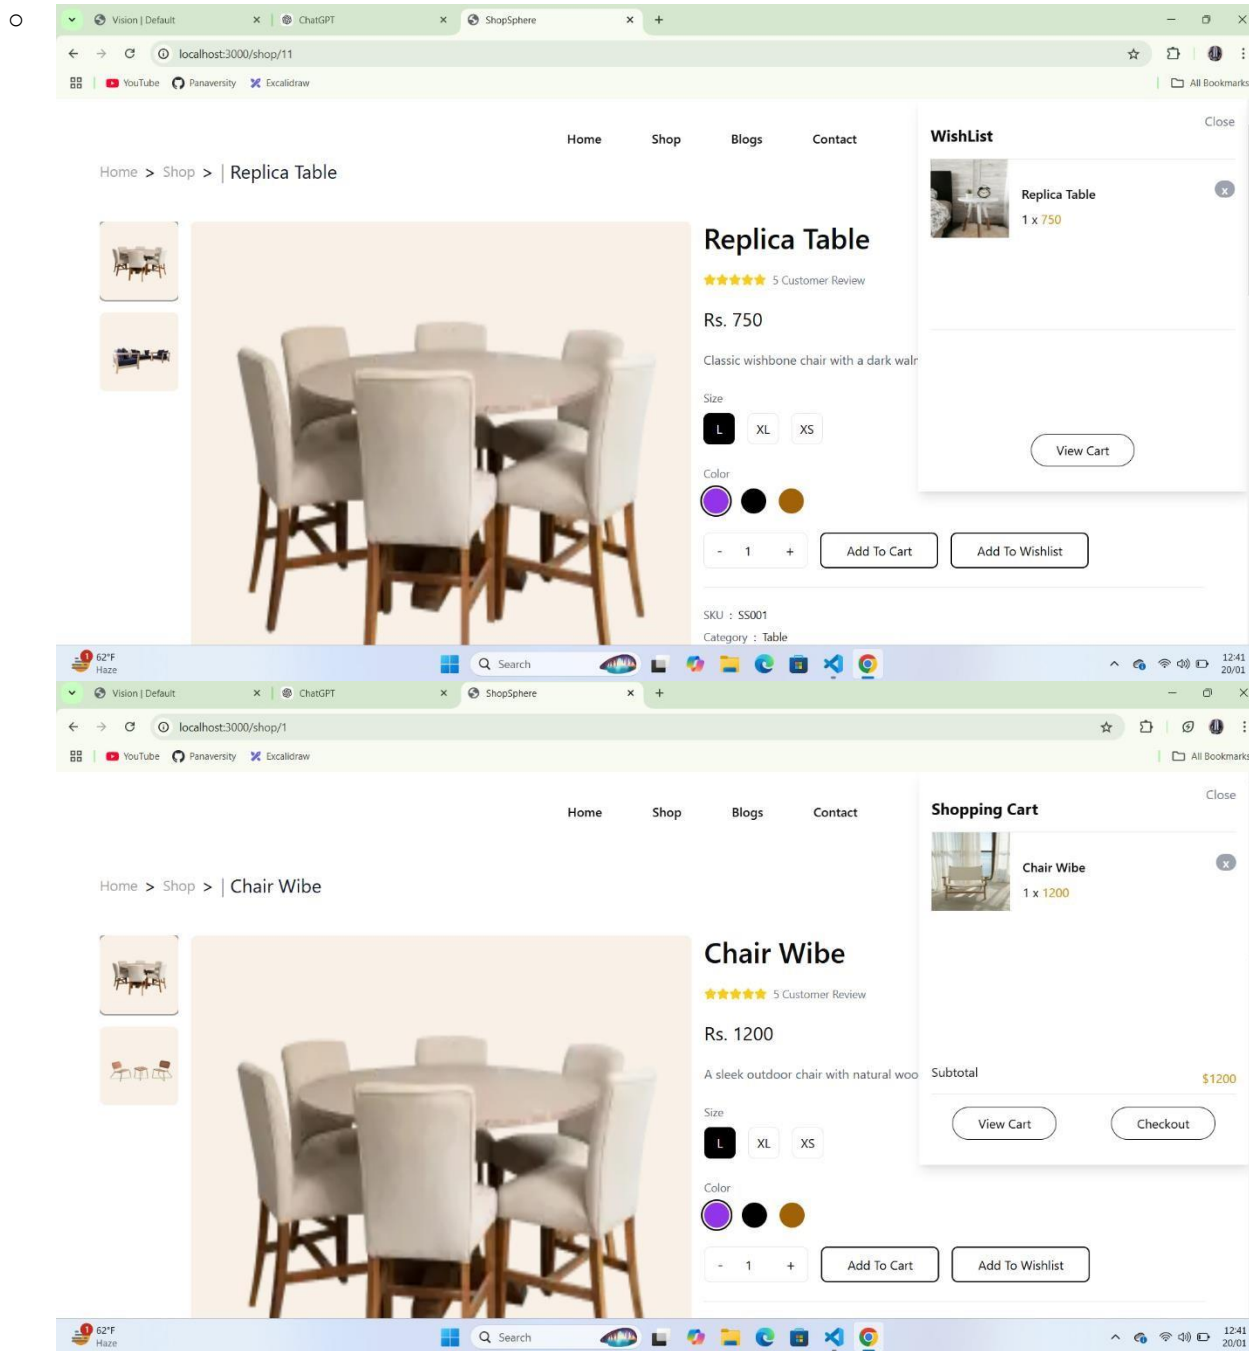 Vision | Default
ChatGPT
ShopSphere
localhost:3000/shop/11
YouTube Panaversity Excalidraw All Bookmarks
Home Shop Blogs Contact
Close
WishList
Home > Shop > | Replica Table
Replica Table
x
1 x 750
Replica Table
5 Customer Review
Rs. 750
Classic wishbone chair with a dark waln
Size
L XL XS
View Cart
Color
- 1 + Add To Cart Add To Wishlist
SKU : SS001
Category : Table
1
62°F
Haze
Search
12:41
20/01
Vision | Default
ChatGPT
ShopSphere
localhost:3000/shop/1
YouTube Panaversity Excalidraw All Bookmarks
Home Shop Blogs Contact
Close
Shopping Cart
Home > Shop > | Chair Wibe
Chair Wibe
x
1 x 1200
Chair Wibe
5 Customer Review
Rs. 1200
A sleek outdoor chair with natural woo
Subtotal
$1200
Size
L XL XS
View Cart Checkout
Color
- 1 + Add To Cart Add To Wishlist
1
62°F
Haze
Search
12:41
20/01